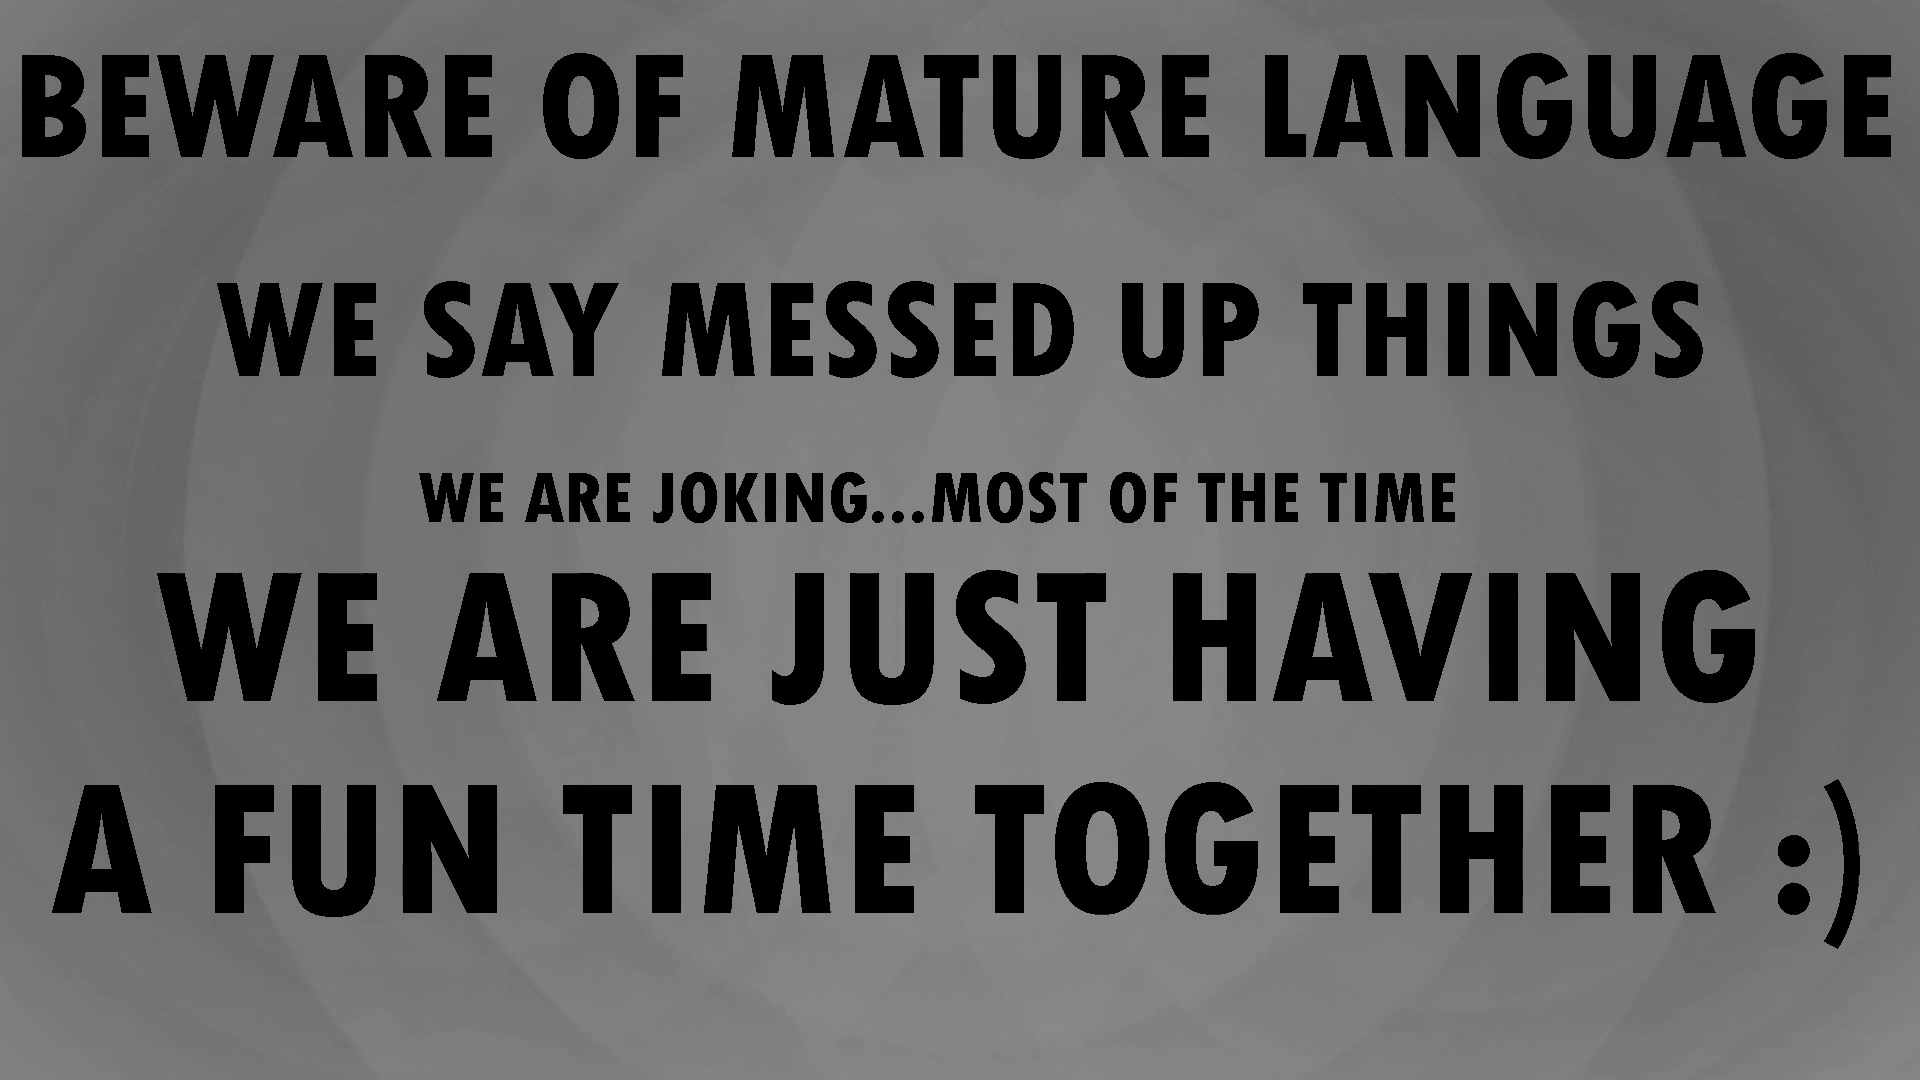 BEWARE OF MATURE LANGUAGE
WE SAY MESSED UP THINGS
WE ARE JOKING...MOST OF THE TIME
WE ARE JUST HAVING
A FUN TIME TOGETHER :)